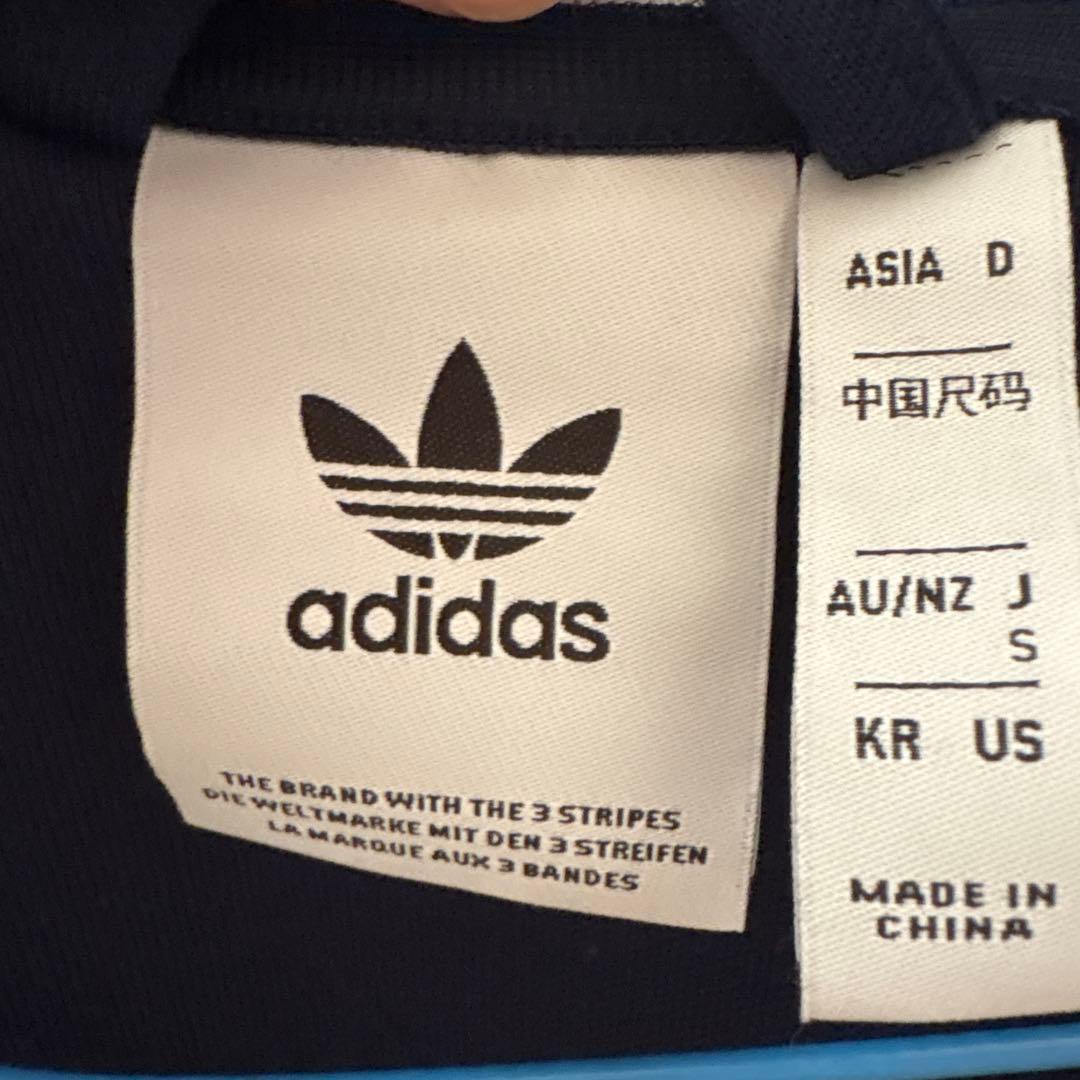 adidas
THE BRAND WITH THE 3 STRIPES
DIE WELTMARKE MIT DEN 3 STREIFEN
LA MARQUE AUX 3 BANDES
ASIA D
中国尺码
AU/NZ J
S
KR US
MADE IN
CHINA